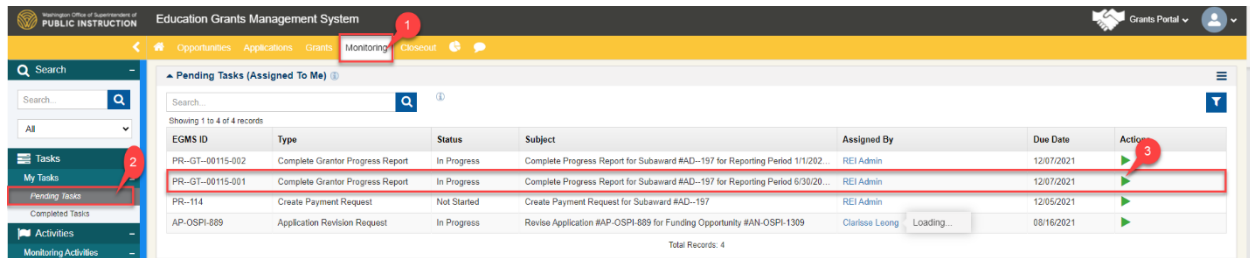 Washington Office of Superintendent of
PUBLIC INSTRUCTION
Education Grants Management System
1
Grants Portal
Opportunities Applications Grants Monitoring Closeout
Search
Search...
All
Tasks
2
My Tasks
Pending Tasks
Completed Tasks
Activities
Monitoring Activities
Pending Tasks (Assigned To Me)
Search...
Showing 1 to 4 of 4 records
EGMS ID Type Status Subject Assigned By Due Date Actions
3
PR--GT--00115-002 Complete Grantor Progress Report In Progress Complete Progress Report for Subaward #AD--197 for Reporting Period 1/1/202... REI Admin 12/07/2021
PR--GT--00115-001 Complete Grantor Progress Report In Progress Complete Progress Report for Subaward #AD--197 for Reporting Period 6/30/20... REI Admin 12/07/2021
PR--114 Create Payment Request Not Started Create Payment Request for Subaward #AD--197 REI Admin 12/05/2021
AP-OSPI-889 Application Revision Request In Progress Revise Application #AP-OSPI-889 for Funding Opportunity #AN-OSPI-1309 Clarisse Leong Loading... 08/16/2021
Total Records: 4